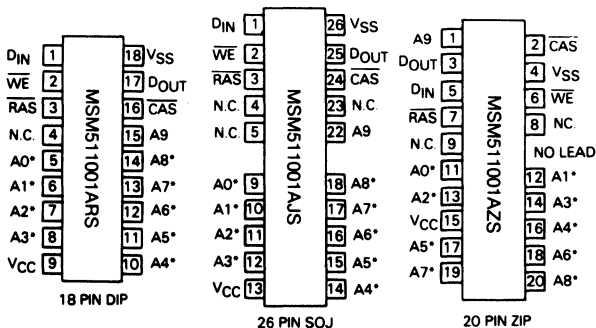 DIN 1 18 VSS
WE 2 17 DOUT
RAS 3 16 CAS
N.C. 4 15 A9
A0* 5 14 A8*
A1* 6 13 A7*
A2* 7 12 A6*
A3* 8 11 A5*
VCC 9 10 A4*
MSM511001ARS
18 PIN DIP
DIN 1 26 VSS
WE 2 25 DOUT
RAS 3 24 CAS
N.C. 4 23 N.C.
N.C. 5 22 A9
A0* 9 18 A8*
A1* 10 17 A7*
A2* 11 16 A6*
A3* 12 15 A5*
VCC 13 14 A4*
MSM511001AJS
26 PIN SOJ
A9 1
2 CAS
DOUT 3
4 VSS
DIN 5
6 WE
RAS 7
8 NC.
N.C. 9
NO LEAD
A0* 11
12 A1*
A2* 13
14 A3*
VCC 15
16 A4*
A5* 17
18 A6*
A7* 19
20 A8*
MSM511001AZS
20 PIN ZIP